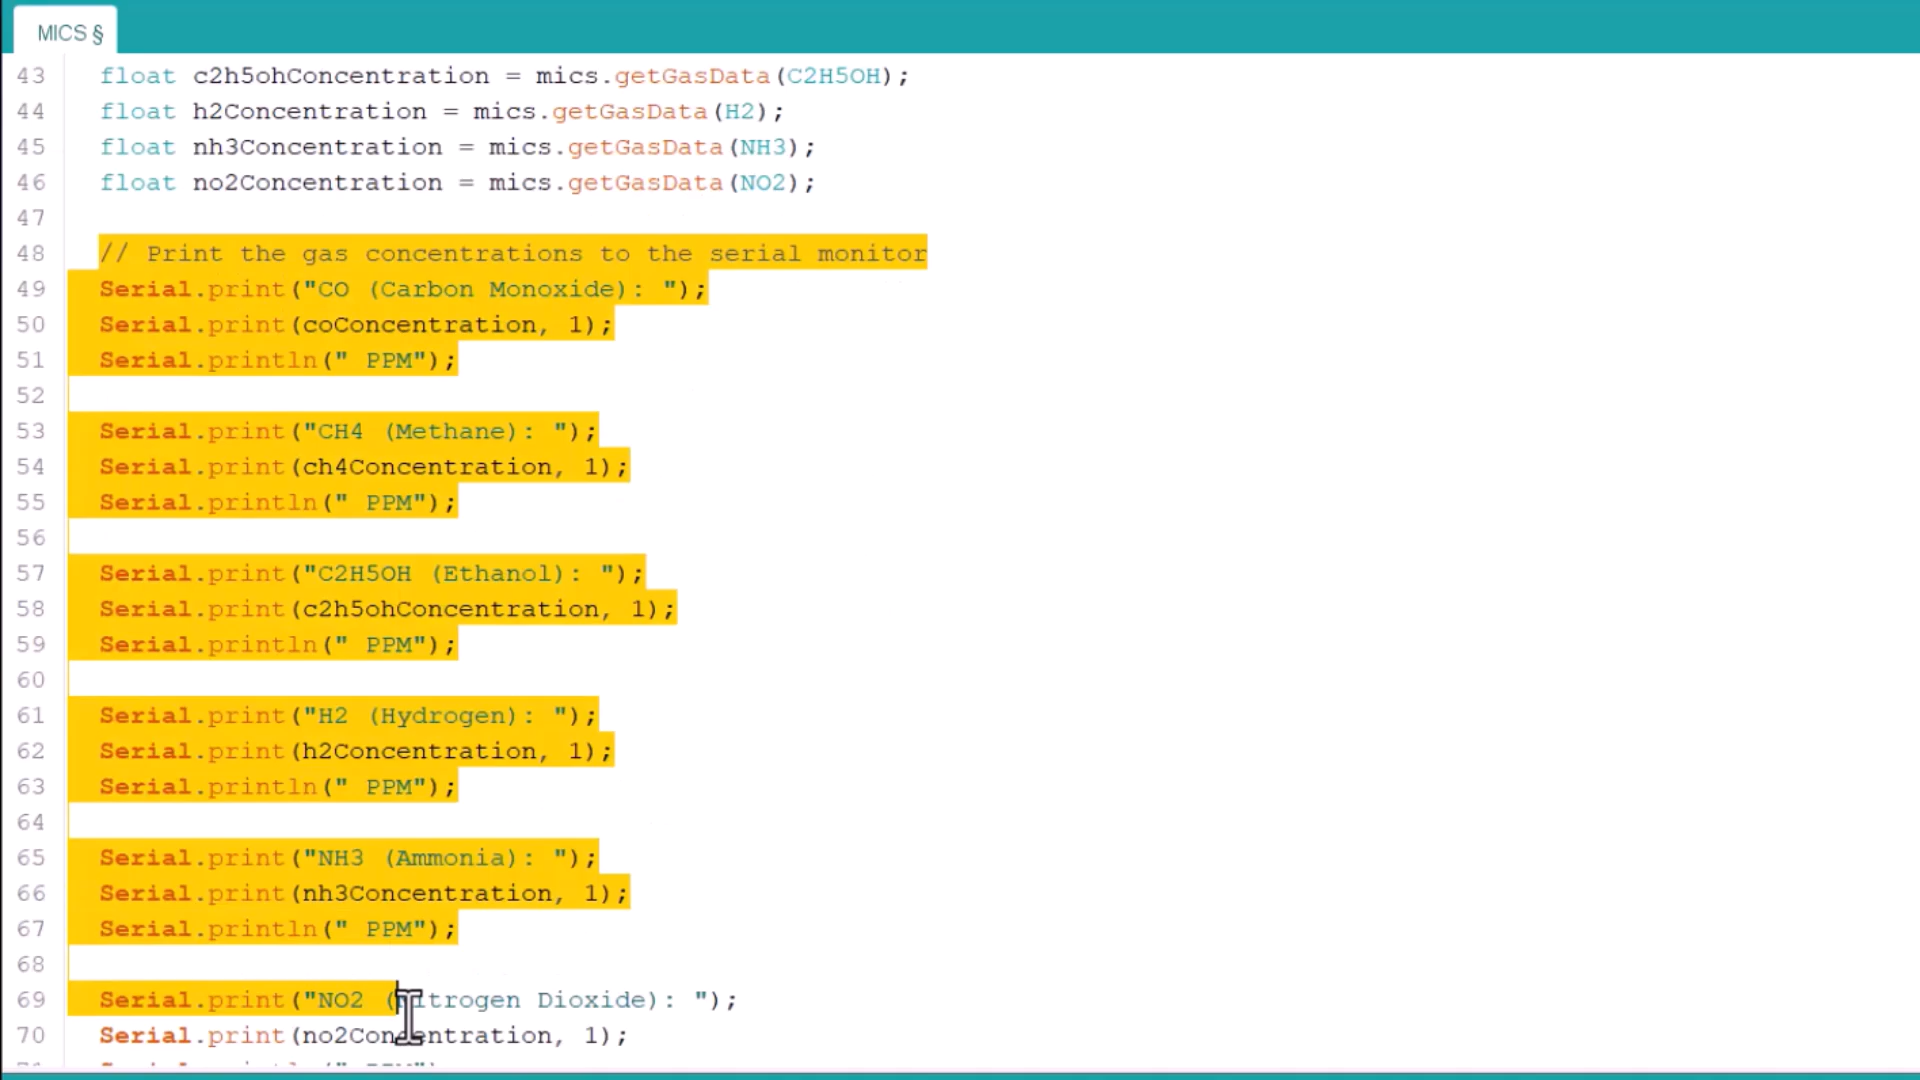 MICS §
43 float c2h5ohConcentration = mics.getGasData(C2H5OH);
44 float h2Concentration = mics.getGasData(H2);
45 float nh3Concentration = mics.getGasData(NH3);
46 float no2Concentration = mics.getGasData(NO2);
47
48 // Print the gas concentrations to the serial monitor
49 Serial.print("CO (Carbon Monoxide): ");
50 Serial.print(coConcentration, 1);
51 Serial.println(" PPM");
52
53 Serial.print("CH4 (Methane): ");
54 Serial.print(ch4Concentration, 1);
55 Serial.println(" PPM");
56
57 Serial.print("C2H5OH (Ethanol): ");
58 Serial.print(c2h5ohConcentration, 1);
59 Serial.println(" PPM");
60
61 Serial.print("H2 (Hydrogen): ");
62 Serial.print(h2Concentration, 1);
63 Serial.println(" PPM");
64
65 Serial.print("NH3 (Ammonia): ");
66 Serial.print(nh3Concentration, 1);
67 Serial.println(" PPM");
68
69 Serial.print("NO2 (Nitrogen Dioxide): ");
70 Serial.print(no2Concentration, 1);